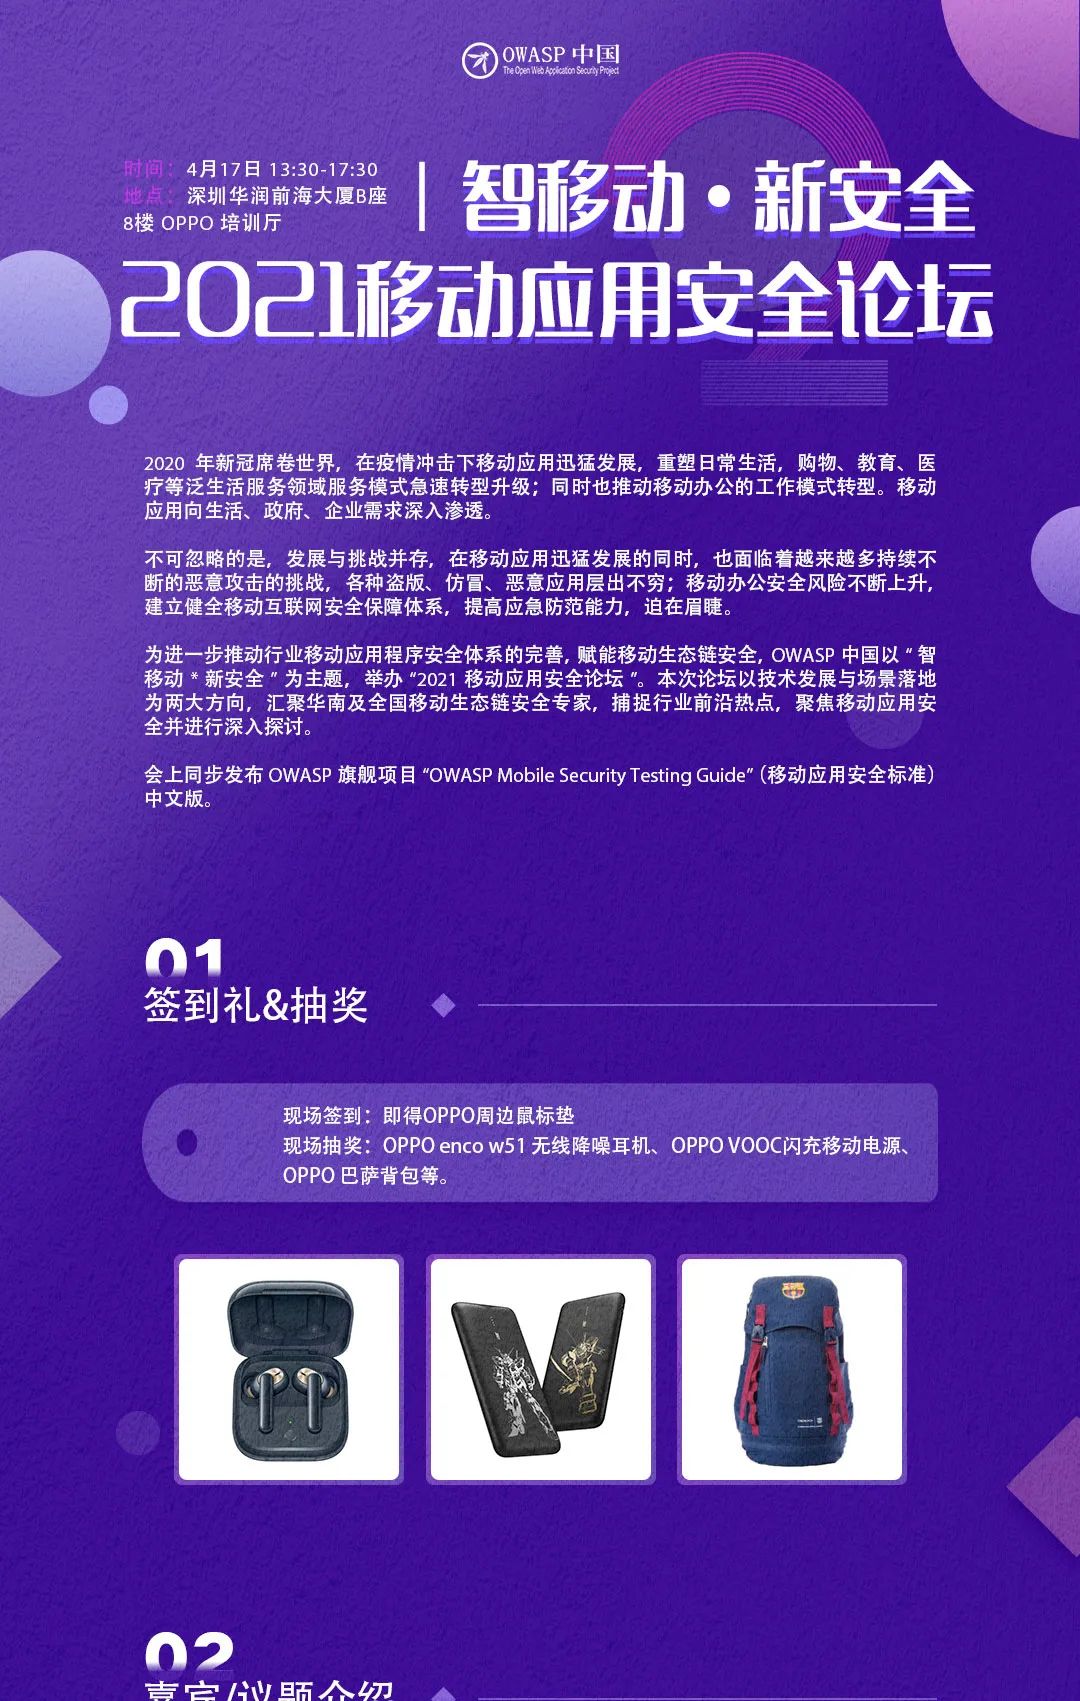 OWASP 中国
The Open Web Application Security Project
时间：4月17日 13:30-17:30
地点：深圳华润前海大厦B座
8楼 OPPO 培训厅
智移动·新安全
2021移动应用安全论坛
2020 年新冠席卷世界，在疫情冲击下移动应用迅猛发展，重塑日常生活，购物、教育、医
疗等泛生活服务领域服务模式急速转型升级；同时也推动移动办公的工作模式转型。移动
应用向生活、政府、企业需求深入渗透。
不可忽略的是，发展与挑战并存，在移动应用迅猛发展的同时，也面临着越来越多持续不
断的恶意攻击的挑战，各种盗版、仿冒、恶意应用层出不穷；移动办公安全风险不断上升，
建立健全移动互联网安全保障体系，提高应急防范能力，迫在眉睫。
为进一步推动行业移动应用程序安全体系的完善，赋能移动生态链安全，OWASP 中国以 “ 智
移动 * 新安全 ” 为主题，举办 “2021 移动应用安全论坛 ”。本次论坛以技术发展与场景落地
为两大方向，汇聚华南及全国移动生态链安全专家，捕捉行业前沿热点，聚焦移动应用安
全并进行深入探讨。
会上同步发布 OWASP 旗舰项目 “OWASP Mobile Security Testing Guide”（移动应用安全标准）
中文版。
01
签到礼&抽奖
现场签到：即得OPPO周边鼠标垫
现场抽奖：OPPO enco w51 无线降噪耳机、OPPO VOOC闪充移动电源、
OPPO 巴萨背包等。
02
嘉宾/议题介绍